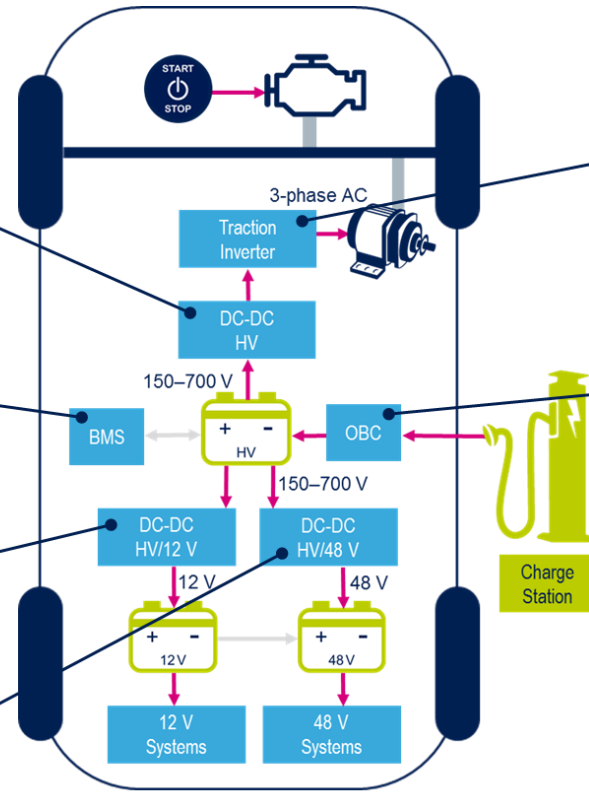 START
STOP
3-phase AC
Traction
Inverter
DC-DC
HV
150–700 V
BMS
+ -
HV
OBC
150–700 V
DC-DC
HV/12 V
DC-DC
HV/48 V
Charge
Station
12 V
48 V
+ -
12V
+ -
48V
12 V
Systems
48 V
Systems